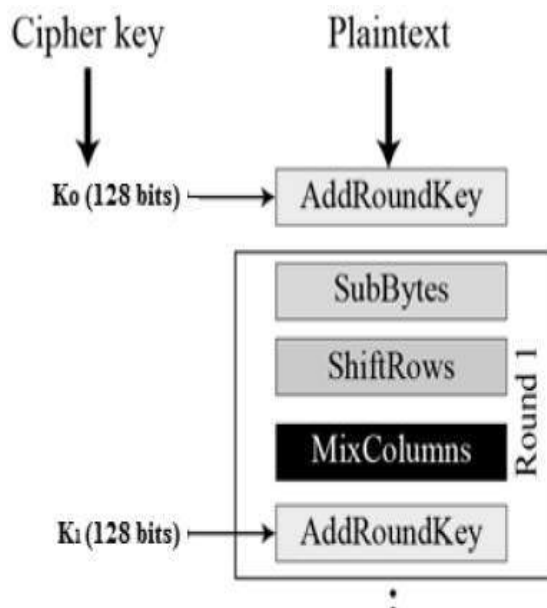 Cipher key
Plaintext
K0 (128 bits)
AddRoundKey
SubBytes
ShiftRows
MixColumns
Round 1
K1 (128 bits)
AddRoundKey